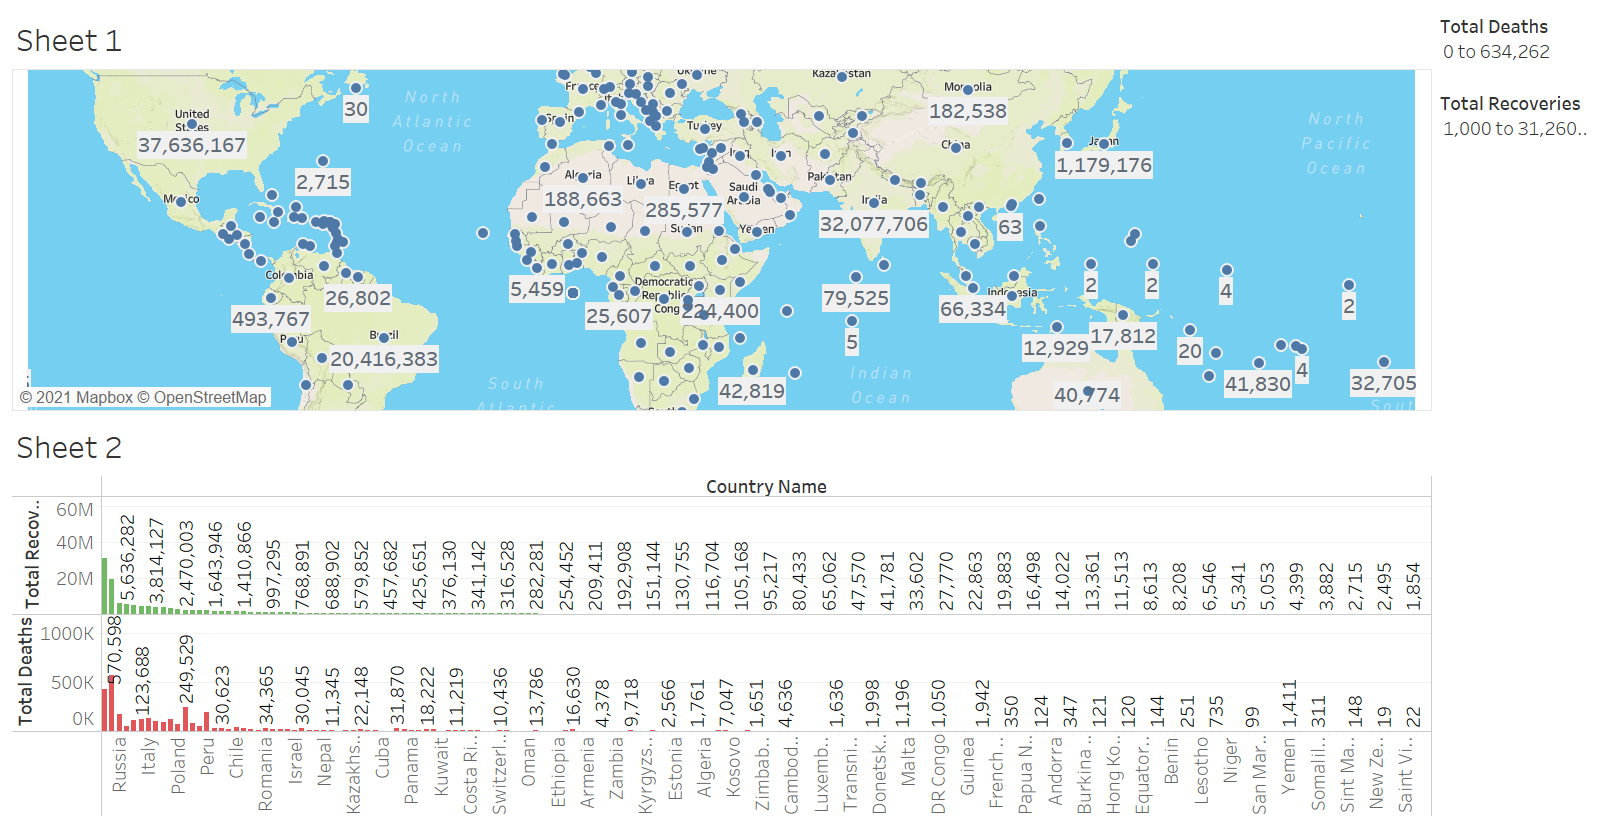 Sheet 1
Total Deaths
0 to 634,262
Total Recoveries
1,000 to 31,260..
United
States
37,636,167
30
North
Atlantic
Ocean
2,715
Mexico
Colombia
26,802
493,767
Peru
Brazil
20,416,383
South
Atlantic
France
Spain
Italy
Ukraine
Turkey
Kazakhstan
Mongolia
182,538
China
Japan
1,179,176
North
Pacific
Ocean
Algeria
188,663
Libya
Egypt
285,577
Sudan
Saudi
Arabia
Yemen
Iraq
Iran
Pakistan
India
32,077,706
63
5,459
Democratic
Republic
Congo
25,607
224,400
79,525
5
66,334
Indonesia
2
2
4
2
12,929
17,812
20
41,830
4
32,705
42,819
40,774
Indian
Ocean
© 2021 Mapbox © OpenStreetMap
Sheet 2
Country Name
Total Recov..
60M
40M
20M
5,636,282
3,814,127
2,470,003
1,643,946
1,410,866
997,295
768,891
688,902
579,852
457,682
425,651
376,130
341,142
316,528
282,281
254,452
209,411
192,908
151,144
130,755
116,704
105,168
95,217
80,433
65,062
47,570
41,781
33,602
27,770
22,863
19,883
16,498
14,022
13,361
11,513
8,613
8,208
6,546
5,341
5,053
4,399
3,882
2,715
2,495
1,854
Total Deaths
1000K
500K
0K
570,598
123,688
249,529
30,623
34,365
30,045
11,345
22,148
31,870
18,222
11,219
10,436
13,786
16,630
4,378
9,718
2,566
1,761
7,047
1,651
4,636
1,636
1,998
1,196
1,050
1,942
350
124
347
121
120
144
251
735
99
1,411
311
148
19
22
Russia
Italy
Poland
Peru
Chile
Romania
Israel
Nepal
Kazakhs..
Cuba
Panama
Kuwait
Costa Ri..
Switzerl..
Oman
Ethiopia
Armenia
Zambia
Kyrgyzs..
Estonia
Algeria
Kosovo
Zimbab..
Cambod..
Luxemb..
Transni..
Donetsk..
Malta
DR Congo
Guinea
French ..
Papua N..
Andorra
Burkina ..
Hong Ko..
Equator..
Benin
Lesotho
Niger
San Mar..
Yemen
Somalil..
Sint Ma..
New Ze..
Saint Vi..